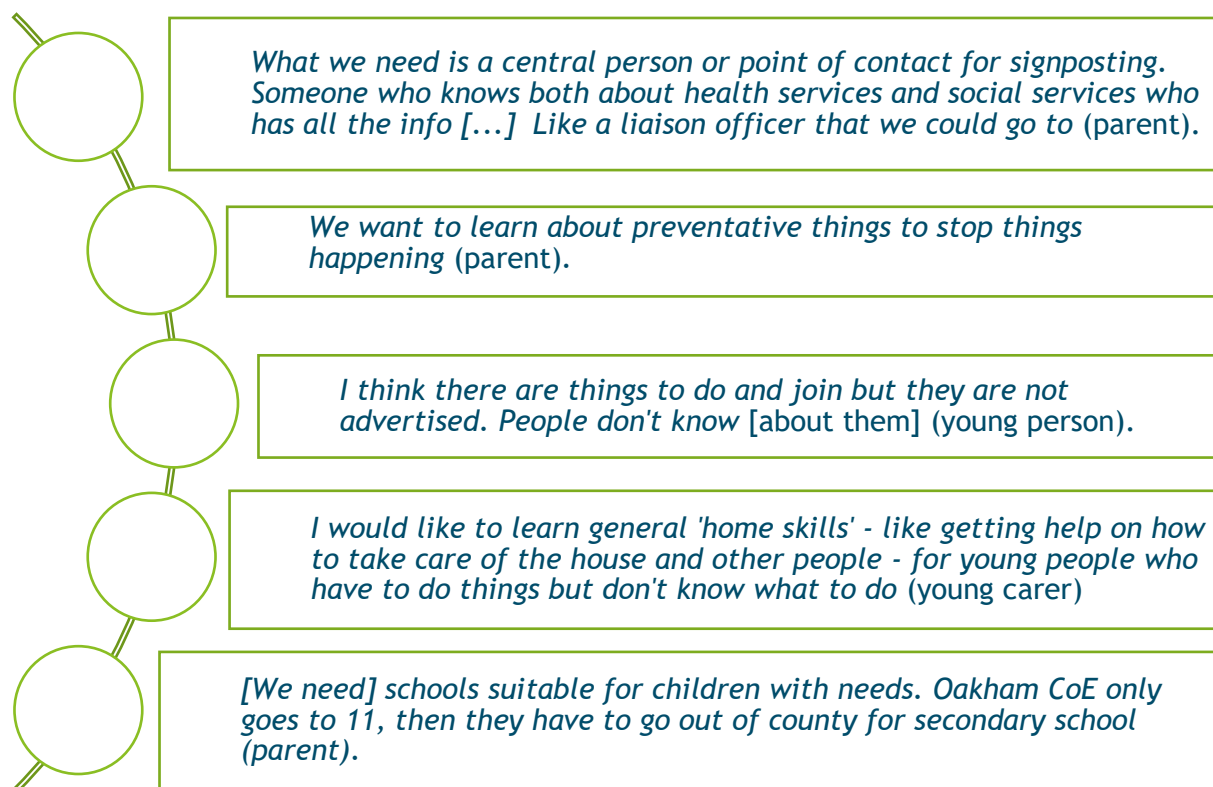 What we need is a central person or point of contact for signposting.
Someone who knows both about health services and social services who
has all the info [...] Like a liaison officer that we could go to (parent).
We want to learn about preventative things to stop things
happening (parent).
I think there are things to do and join but they are not
advertised. People don't know [about them] (young person).
I would like to learn general 'home skills' - like getting help on how
to take care of the house and other people - for young people who
have to do things but don't know what to do (young carer)
[We need] schools suitable for children with needs. Oakham CoE only
goes to 11, then they have to go out of county for secondary school
(parent).